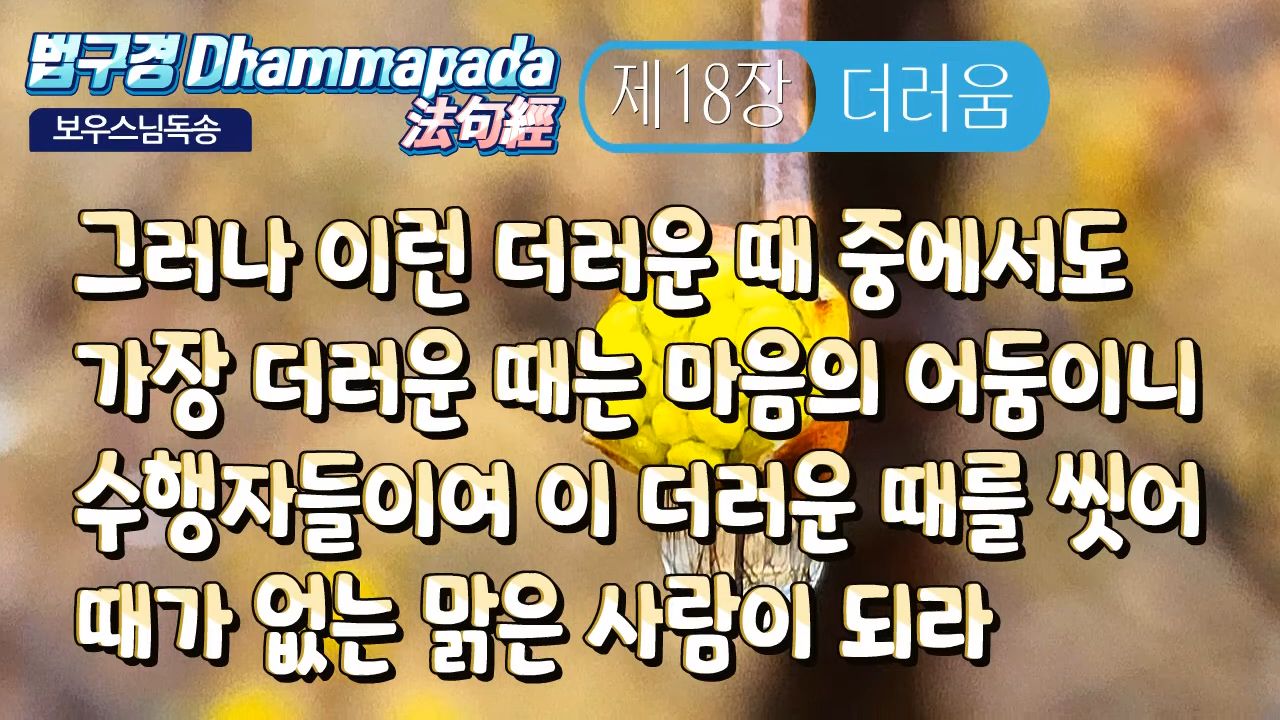 법구경 Dhammapada
法句經
보우스님독송
제18장 더러움
그러나 이런 더러운 때 중에서도
가장 더러운 때는 마음의 어둠이니
수행자들이여 이 더러운 때를 씻어
때가 없는 맑은 사람이 되라